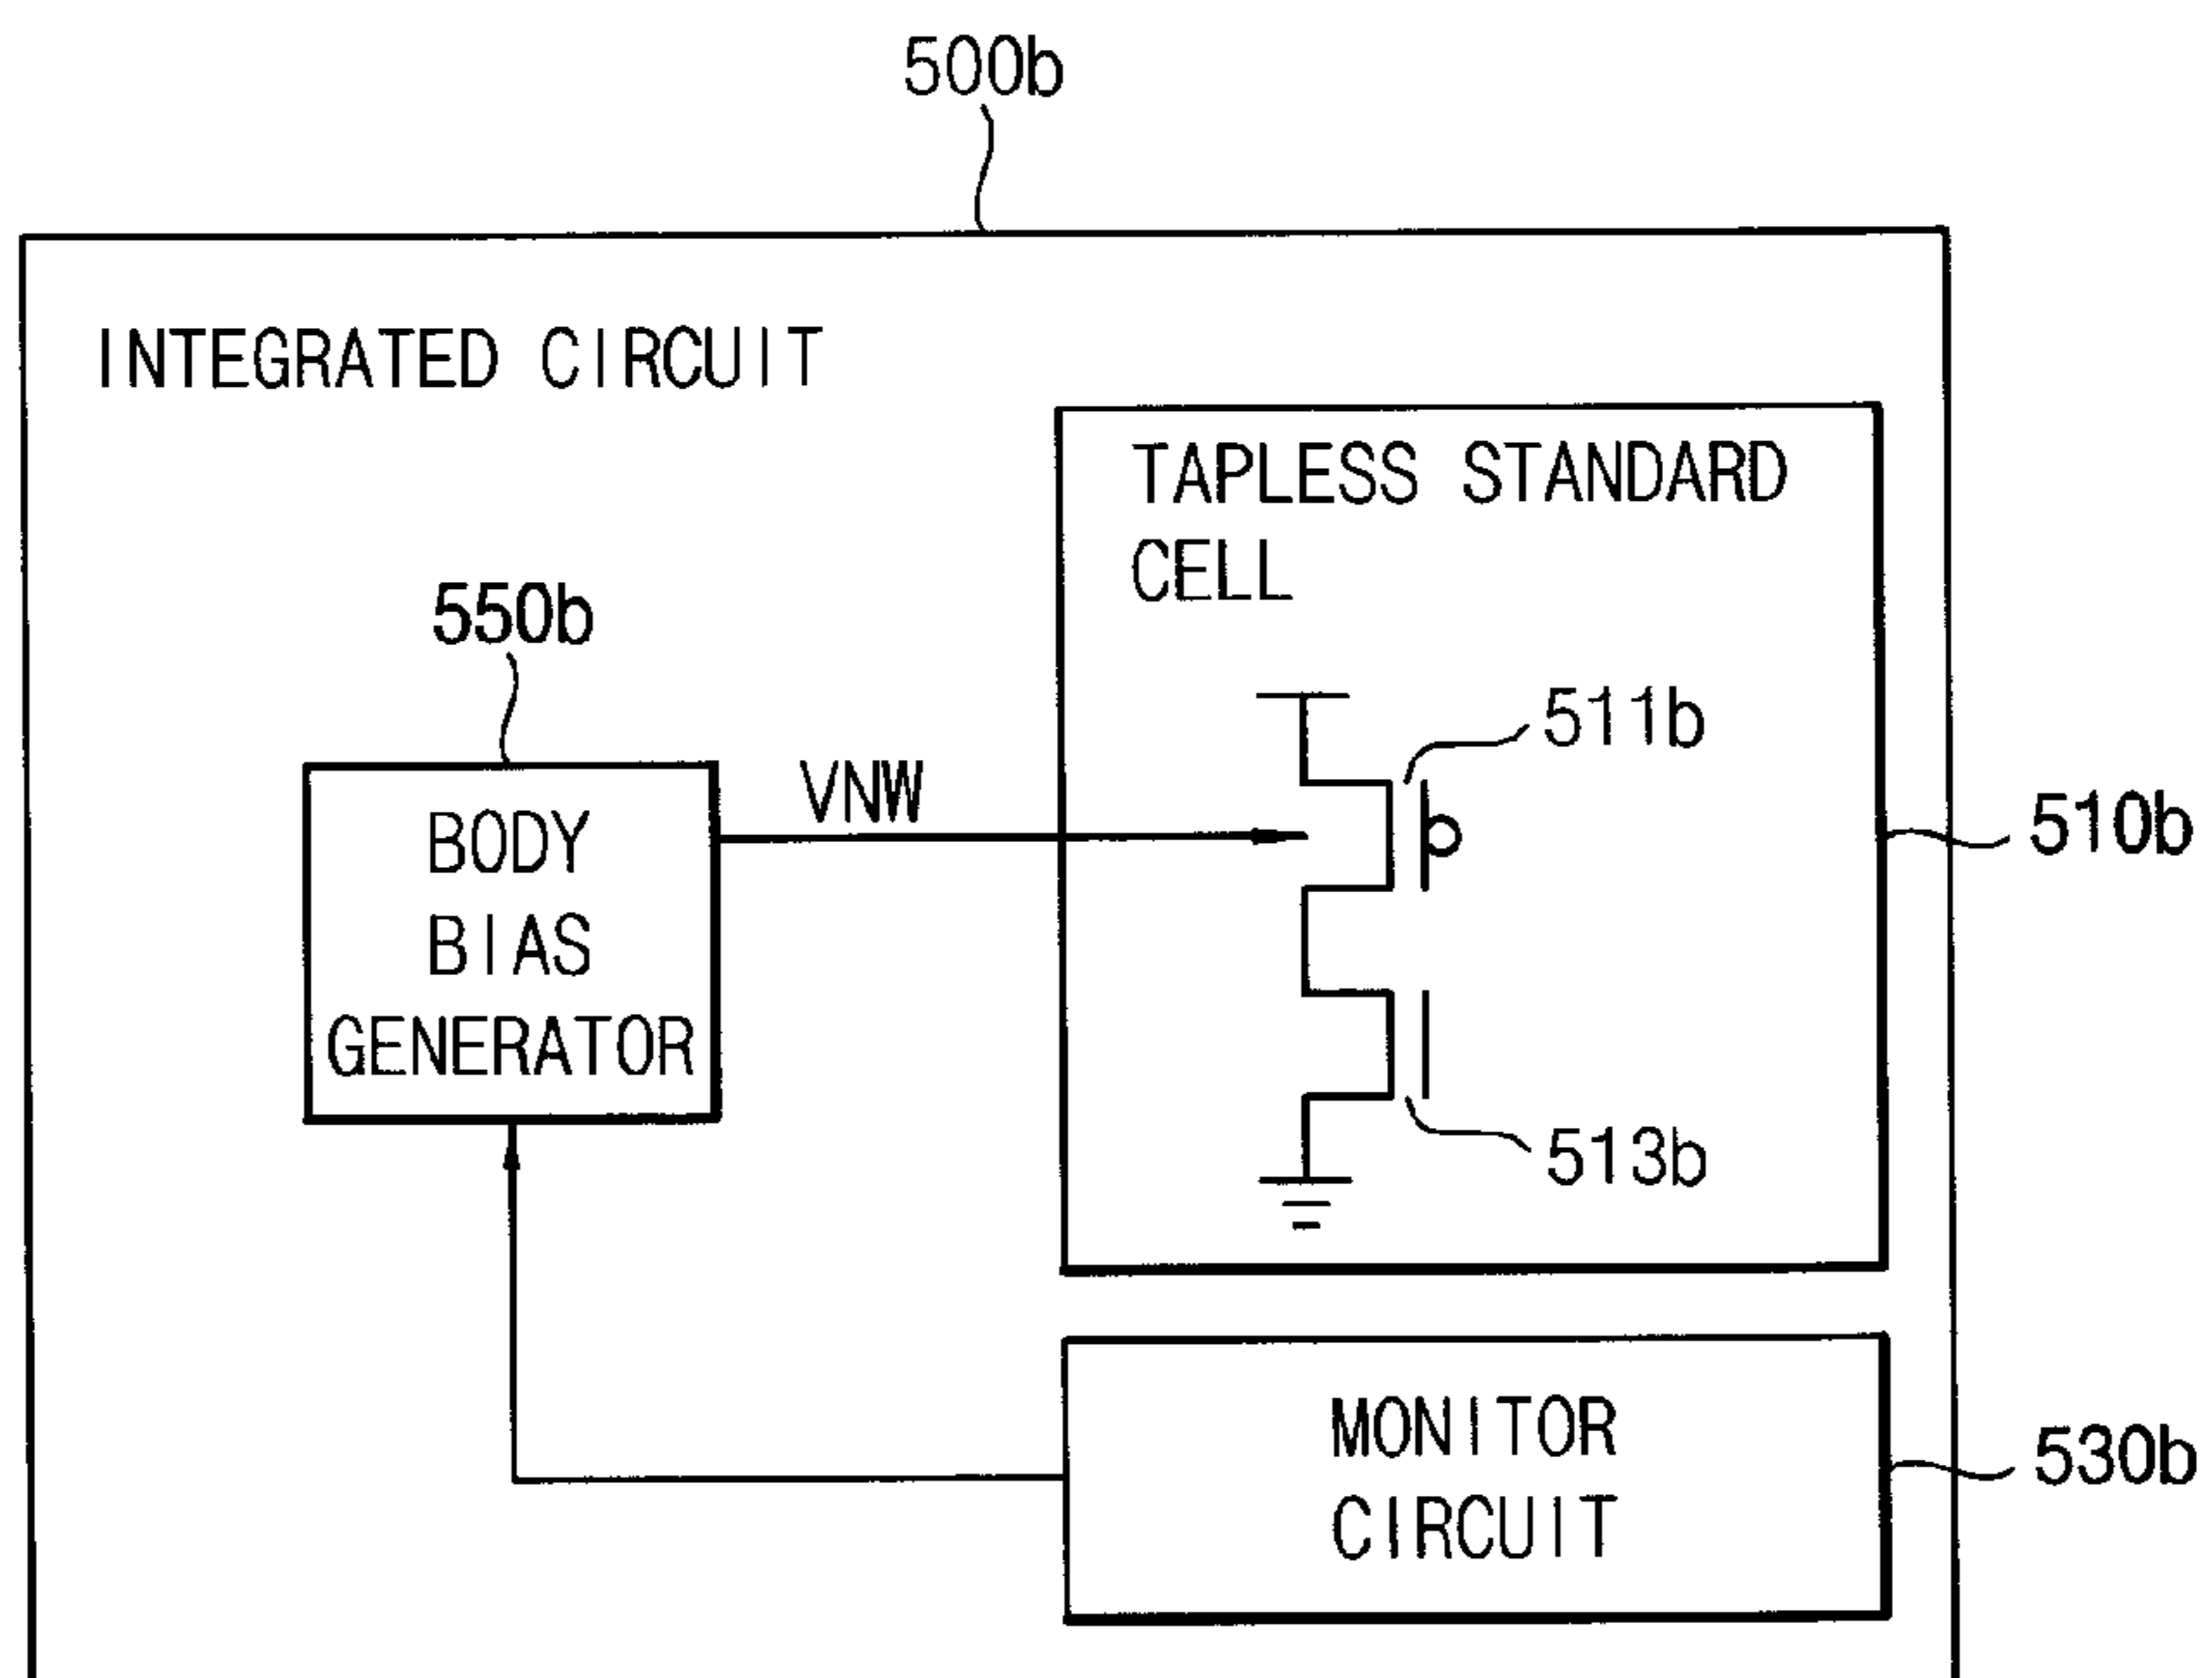 500b
INTEGRATED CIRCUIT
TAPLESS STANDARD
CELL
550b
511b
VNW
510b
BODY
BIAS
GENERATOR
513b
MONITOR
CIRCUIT
530b